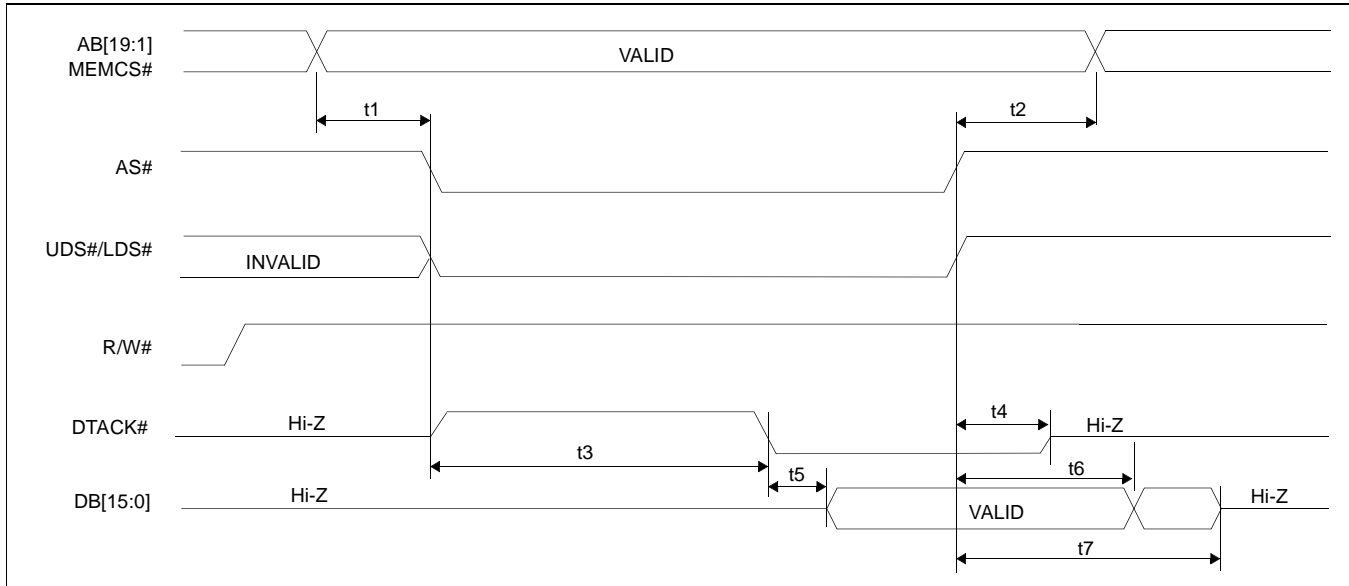 AB[19:1]
MEMCS#
VALID
t1
t2
AS#
UDS#/LDS#
INVALID
R/W#
DTACK#
Hi-Z
t4
Hi-Z
t3
t5
t6
DB[15:0]
Hi-Z
VALID
Hi-Z
t7